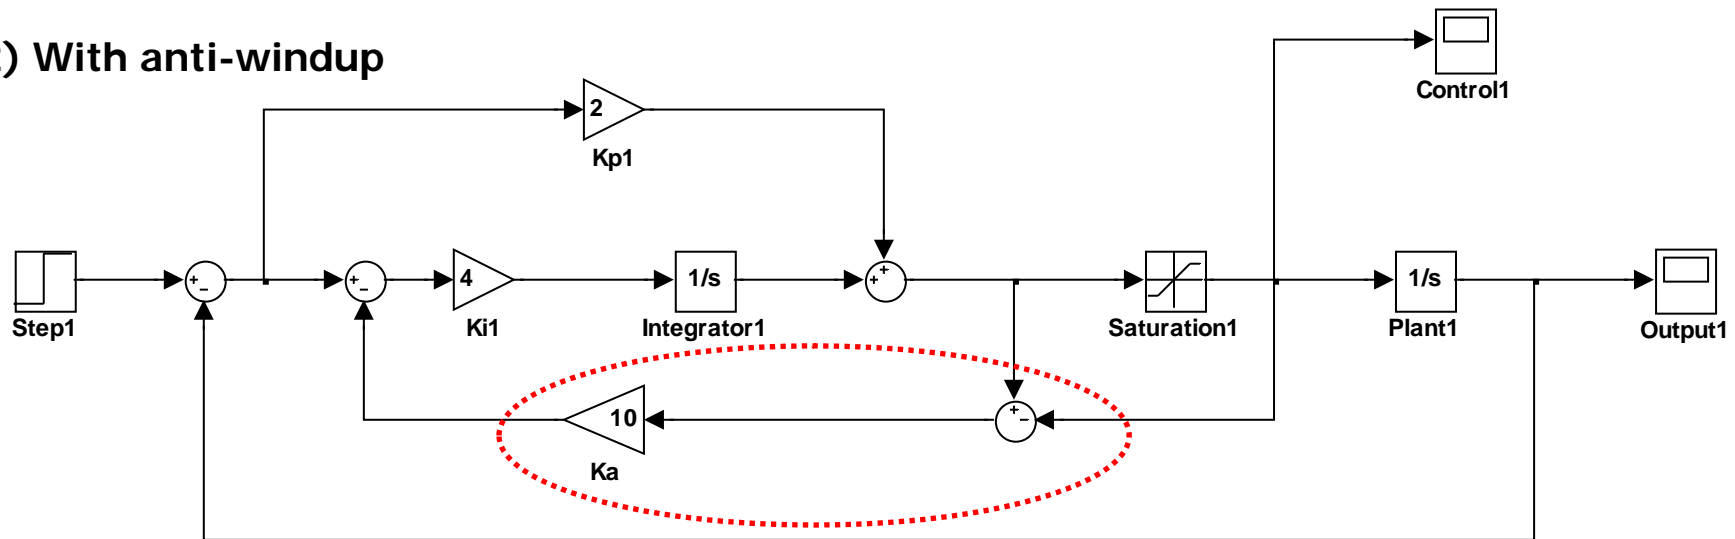 ) With anti-windup
Control1
2
Kp1
Step1
4
Ki1
1/s
Integrator1
Saturation1
1/s
Plant1
Output1
10
Ka